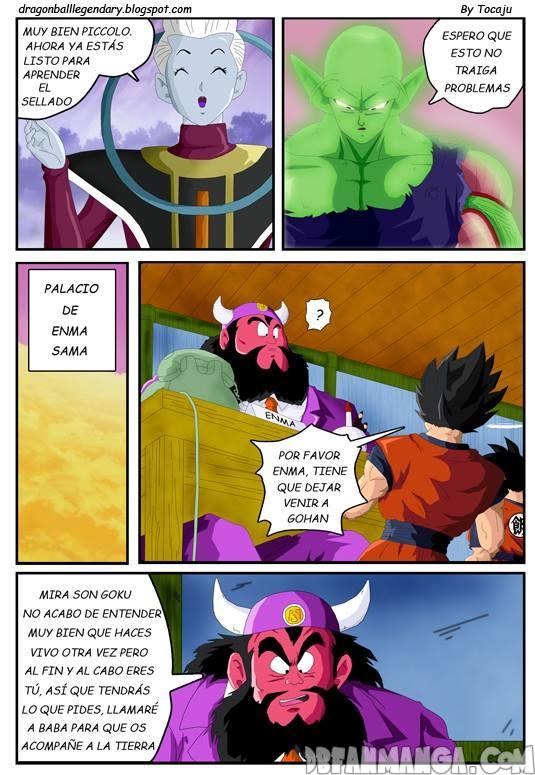 dragonballlegendary.blogspot.com
By Tocaju
MUY BIEN PICCOLO.
AHORA YA ESTÁS
LISTO PARA
APRENDER
EL
SELLADO
ESPERO QUE
ESTO NO
TRAIGA
PROBLEMAS
PALACIO
DE
ENMA
SAMA
?
ENMA
POR FAVOR
ENMA, TIENE
QUE DEJAR
VENIR A
GOHAN
飯
MIRA SON GOKU
NO ACABO DE ENTENDER
MUY BIEN QUE HACES
VIVO OTRA VEZ PERO
AL FIN Y AL CABO ERES
TÚ, ASÍ QUE TENDRÁS
LO QUE PIDES, LLAMARÉ
A BABA PARA QUE OS
ACOMPAÑE A LA TIERRA
DBFANMANGA.COM